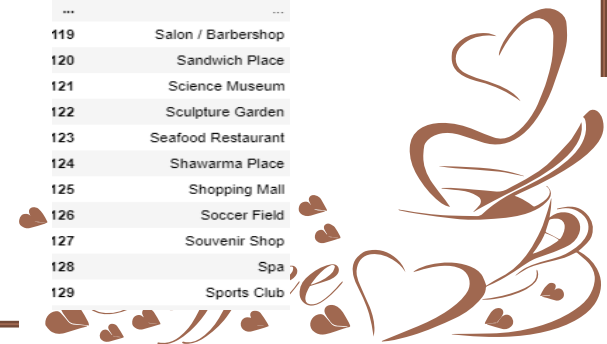 ... ...
119 Salon / Barbershop
120 Sandwich Place
121 Science Museum
122 Sculpture Garden
123 Seafood Restaurant
124 Shawarma Place
125 Shopping Mall
126 Soccer Field
127 Souvenir Shop
128 Spa
129 Sports Club